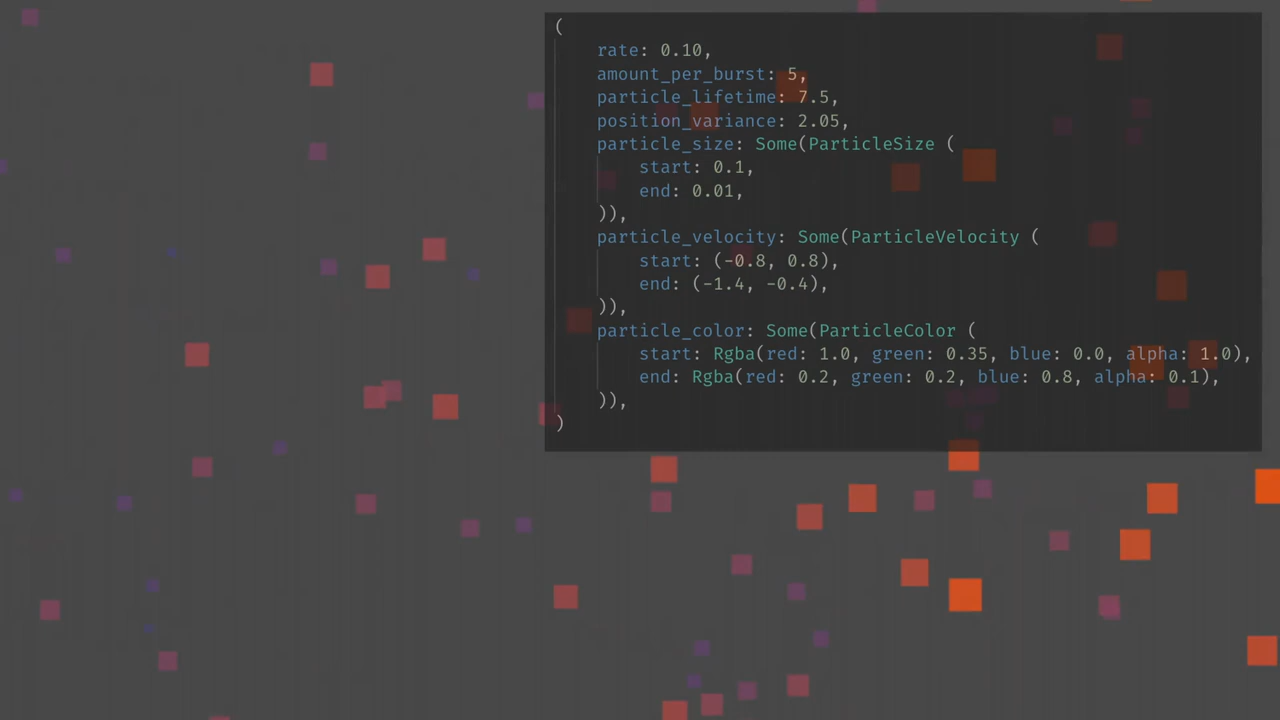 (
    rate: 0.10,
    amount_per_burst: 5,
    particle_lifetime: 7.5,
    position_variance: 2.05,
    particle_size: Some(ParticleSize (
        start: 0.1,
        end: 0.01,
    )),
    particle_velocity: Some(ParticleVelocity (
        start: (-0.8, 0.8),
        end: (-1.4, -0.4),
    )),
    particle_color: Some(ParticleColor (
        start: Rgba(red: 1.0, green: 0.35, blue: 0.0, alpha: 1.0),
        end: Rgba(red: 0.2, green: 0.2, blue: 0.8, alpha: 0.1),
    )),
)